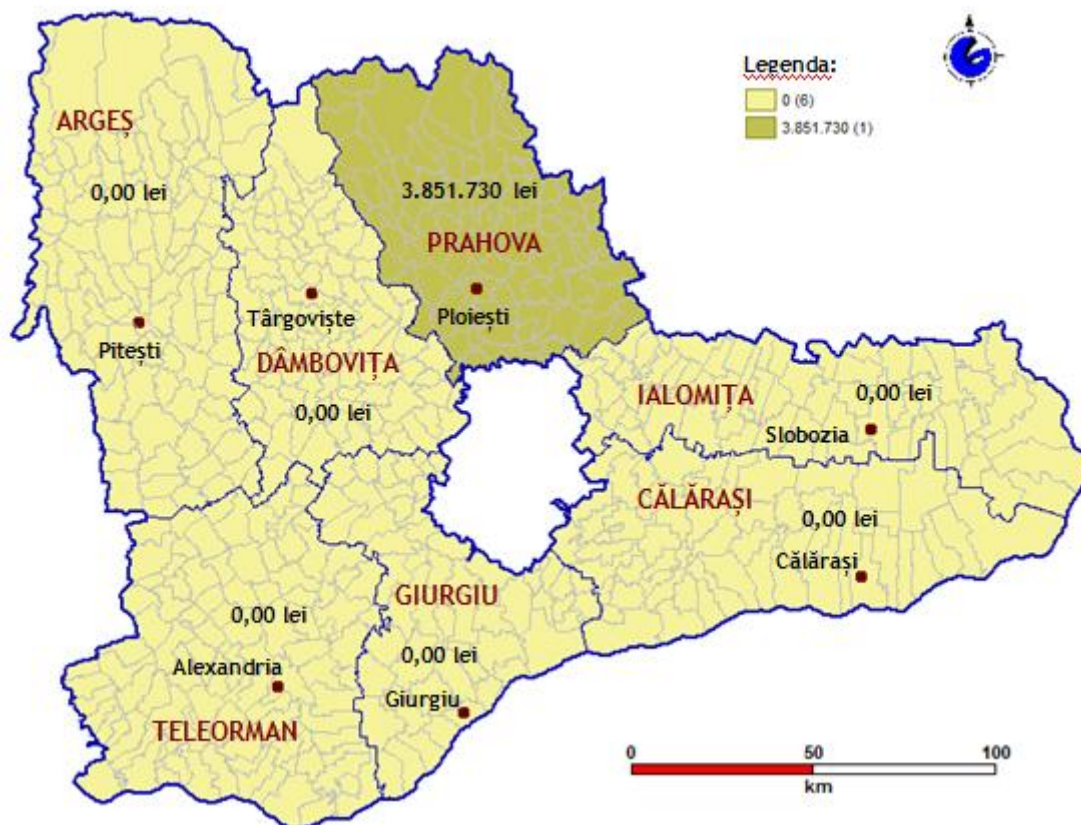 Legenda:
0 (6)
3.851.730 (1)
ARGEȘ
0,00 lei
Pitești
3.851.730 lei
PRAHOVA
Ploiești
Târgoviște
DÂMBOVIȚA
0,00 lei
IALOMIȚA
0,00 lei
Slobozia
CĂLĂRAȘI
0,00 lei
Călărași
GIURGIU
0,00 lei
Giurgiu
0,00 lei
Alexandria
TELEORMAN
0 50 100
km